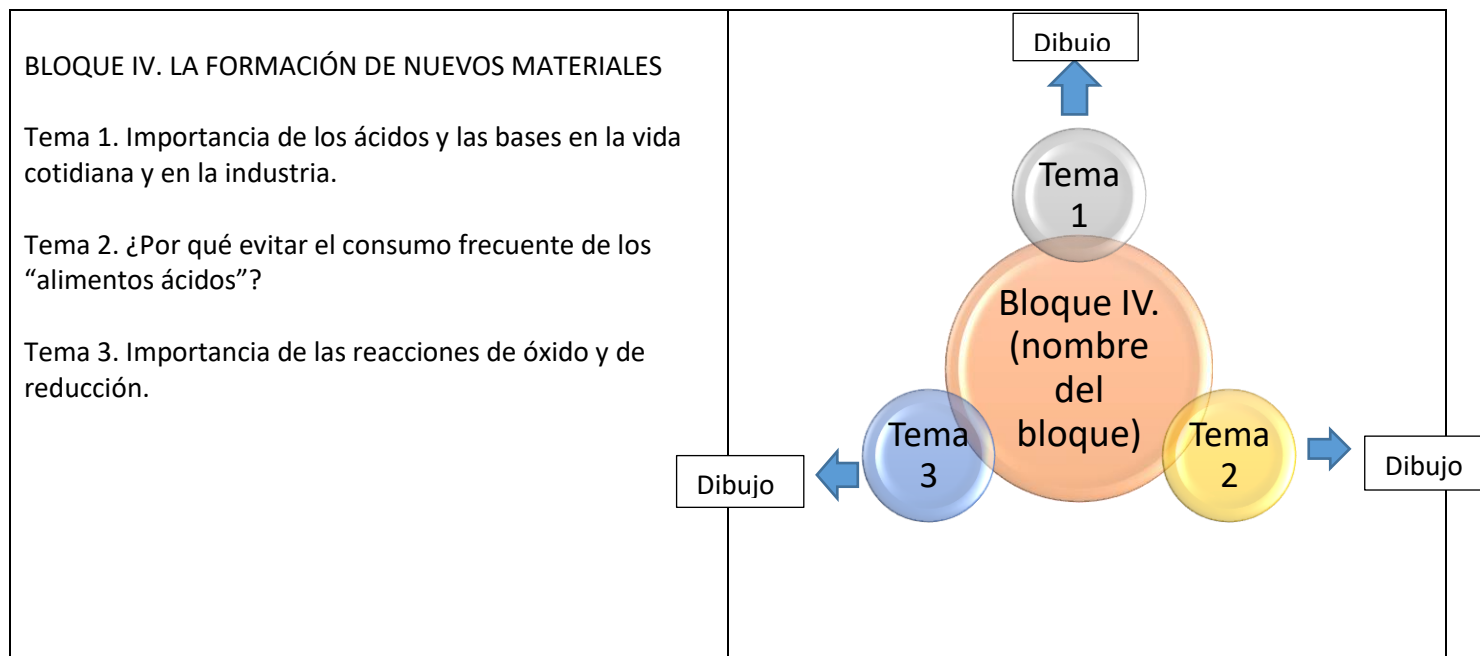 BLOQUE IV. LA FORMACIÓN DE NUEVOS MATERIALES
Tema 1. Importancia de los ácidos y las bases en la vida
cotidiana y en la industria.
Tema 2. ¿Por qué evitar el consumo frecuente de los
“alimentos ácidos”?
Tema 3. Importancia de las reacciones de óxido y de
reducción.
Dibujo
Tema
1
Bloque IV.
(nombre
del
bloque)
Tema
3
Tema
2
Dibujo
Dibujo